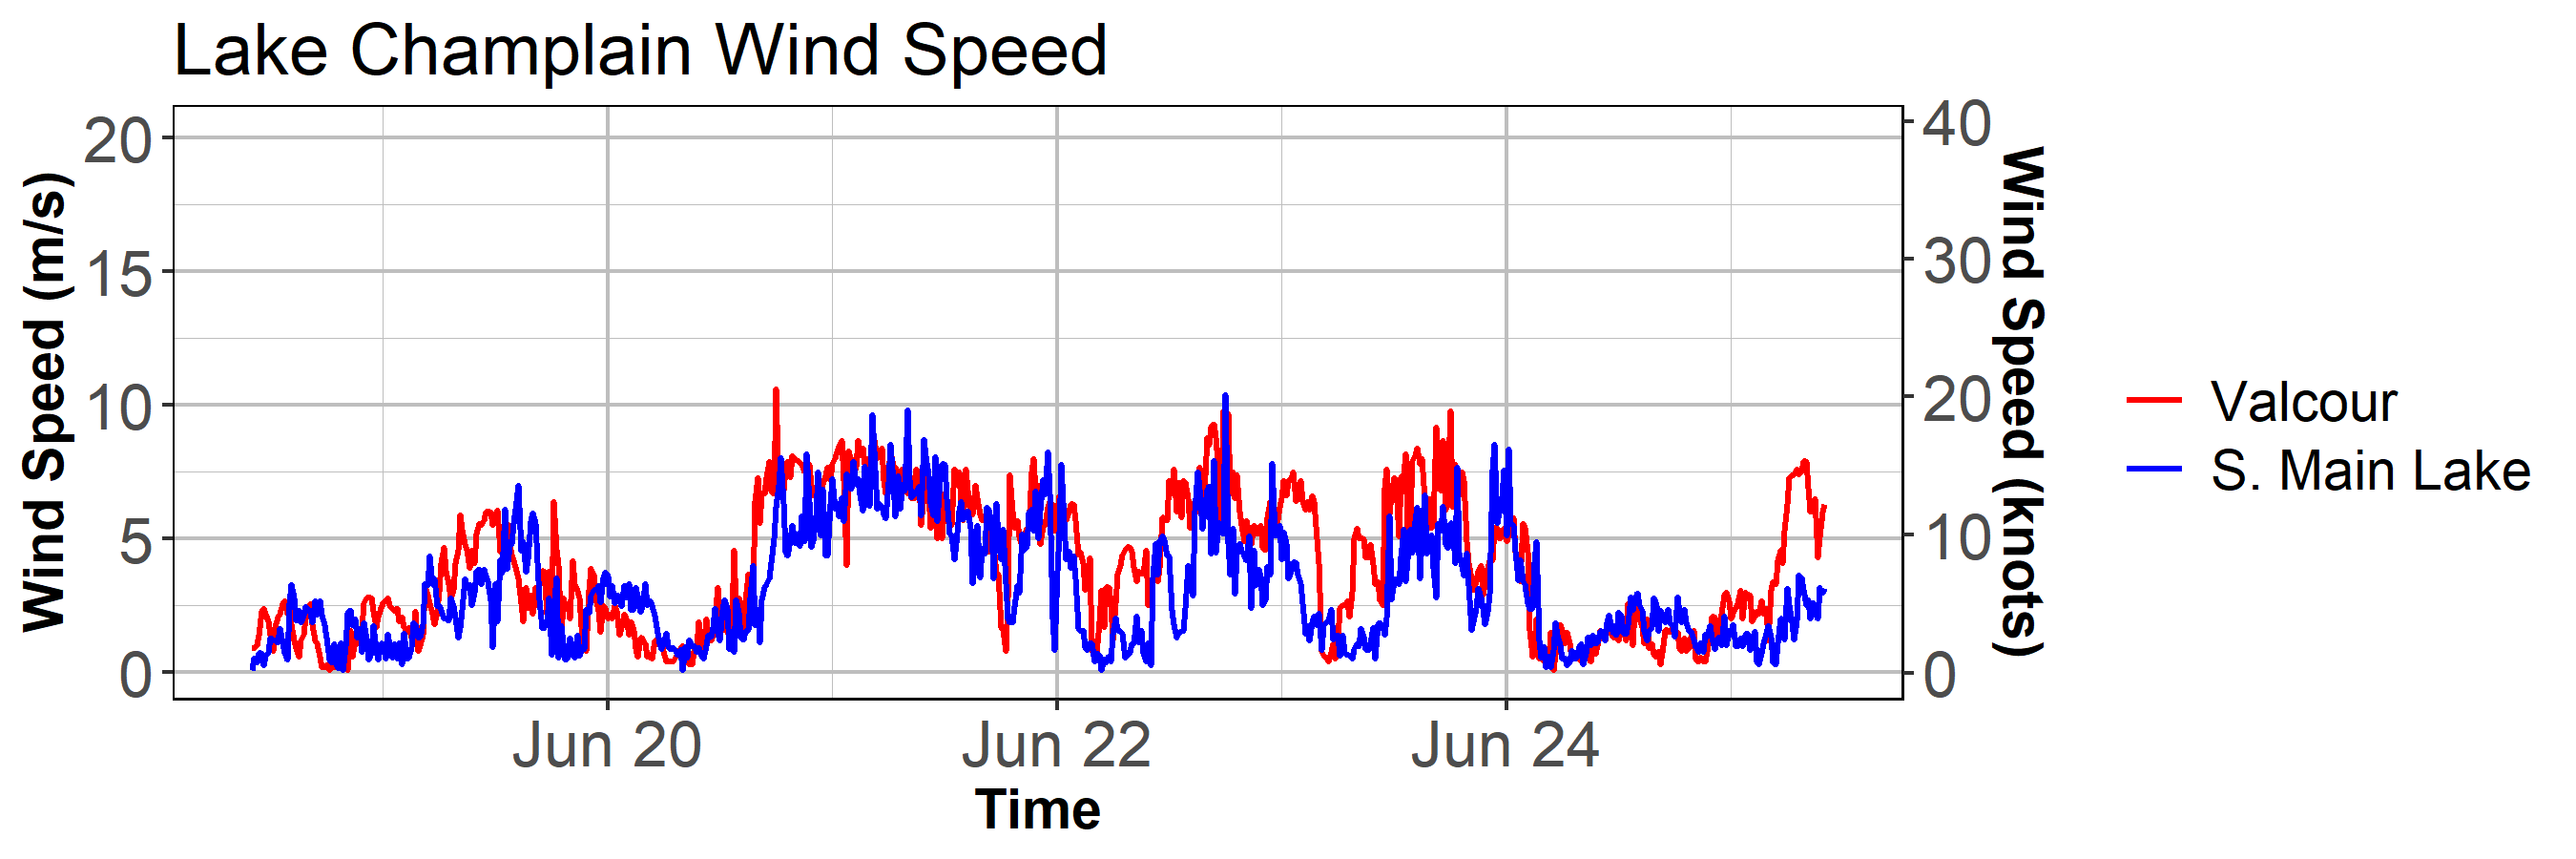 Lake Champlain Wind Speed
Wind Speed (m/s)
20
15
10
5
0
40
30
20
10
0
Wind Speed (knots)
Jun 20
Jun 22
Jun 24
Time
Valcour
S. Main Lake